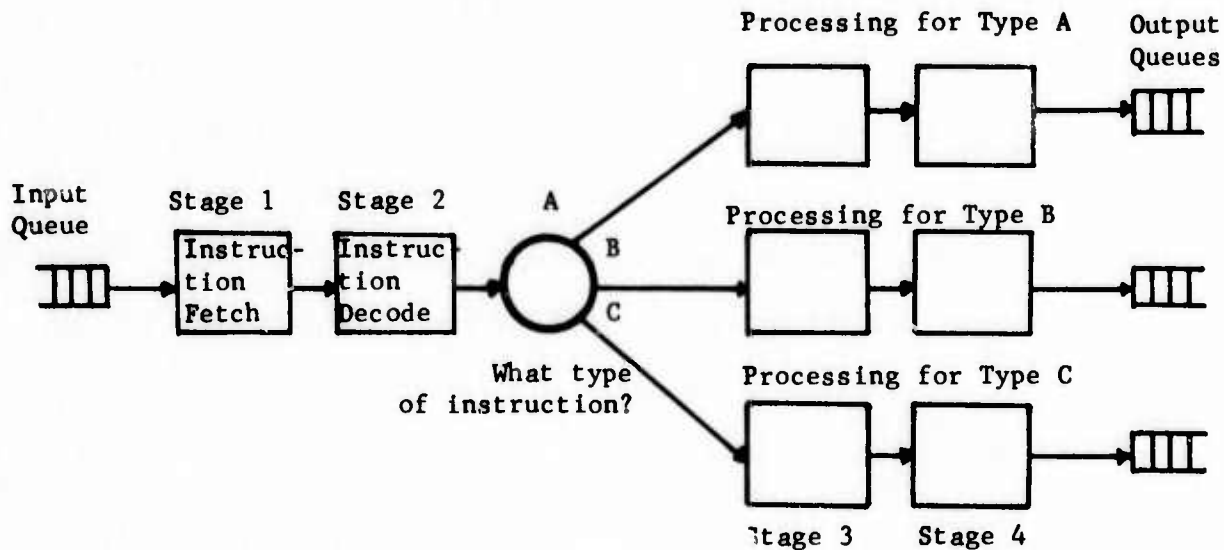 Processing for Type A
Output
Queues
Input
Queue
Stage 1
Stage 2
A
Instruc-
tion
Fetch
Instruc-
tion
Decode
B
C
What type
of instruction?
Processing for Type B
Processing for Type C
Stage 3
Stage 4